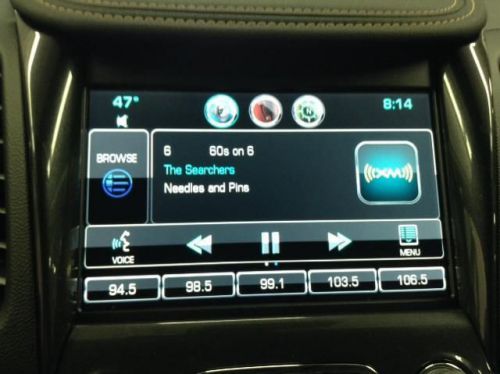 47° 8:14
BROWSE
6 60s on 6
The Searchers
Needles and Pins
((XM))
VOICE
MENU
94.5 98.5 99.1 103.5 106.5